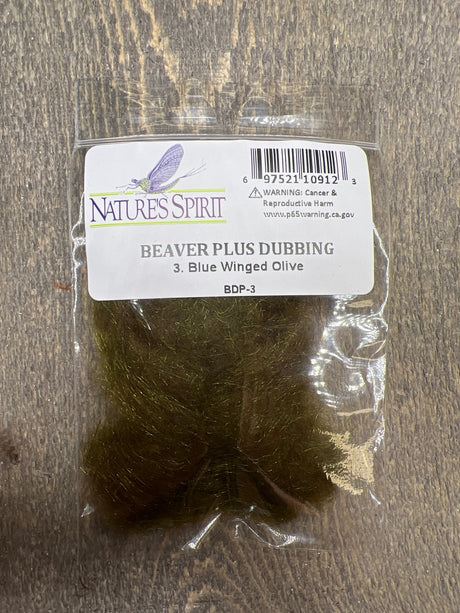 NATURE'S SPIRIT
6 97521 10912 3
⚠WARNING: Cancer &
Reproductive Harm
www.p65warning.ca.gov
BEAVER PLUS DUBBING
3. Blue Winged Olive
BDP-3